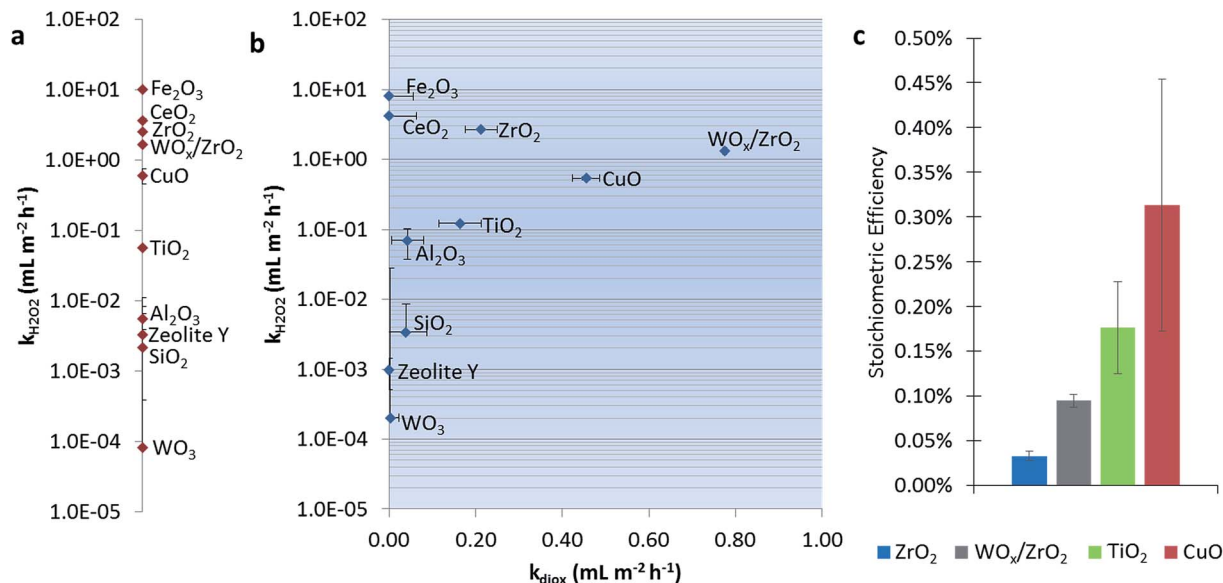 a
1.0E+02
1.0E+01
1.0E+00
1.0E-01
1.0E-02
1.0E-03
1.0E-04
1.0E-05
k_H2O2 (mL m⁻² h⁻¹)
Fe₂O₃
CeO₂
ZrO₂
WOₓ/ZrO₂
CuO
TiO₂
Al₂O₃
Zeolite Y
SiO₂
WO₃
b
1.0E+02
1.0E+01
1.0E+00
1.0E-01
1.0E-02
1.0E-03
1.0E-04
1.0E-05
k_H2O2 (mL m⁻² h⁻¹)
Fe₂O₃
CeO₂
ZrO₂
WOₓ/ZrO₂
CuO
TiO₂
Al₂O₃
SiO₂
Zeolite Y
WO₃
0.00 0.20 0.40 0.60 0.80 1.00
k_diox (mL m⁻² h⁻¹)
c
0.50%
0.45%
0.40%
0.35%
0.30%
0.25%
0.20%
0.15%
0.10%
0.05%
0.00%
Stoichiometric Efficiency
ZrO₂ WOₓ/ZrO₂ TiO₂ CuO